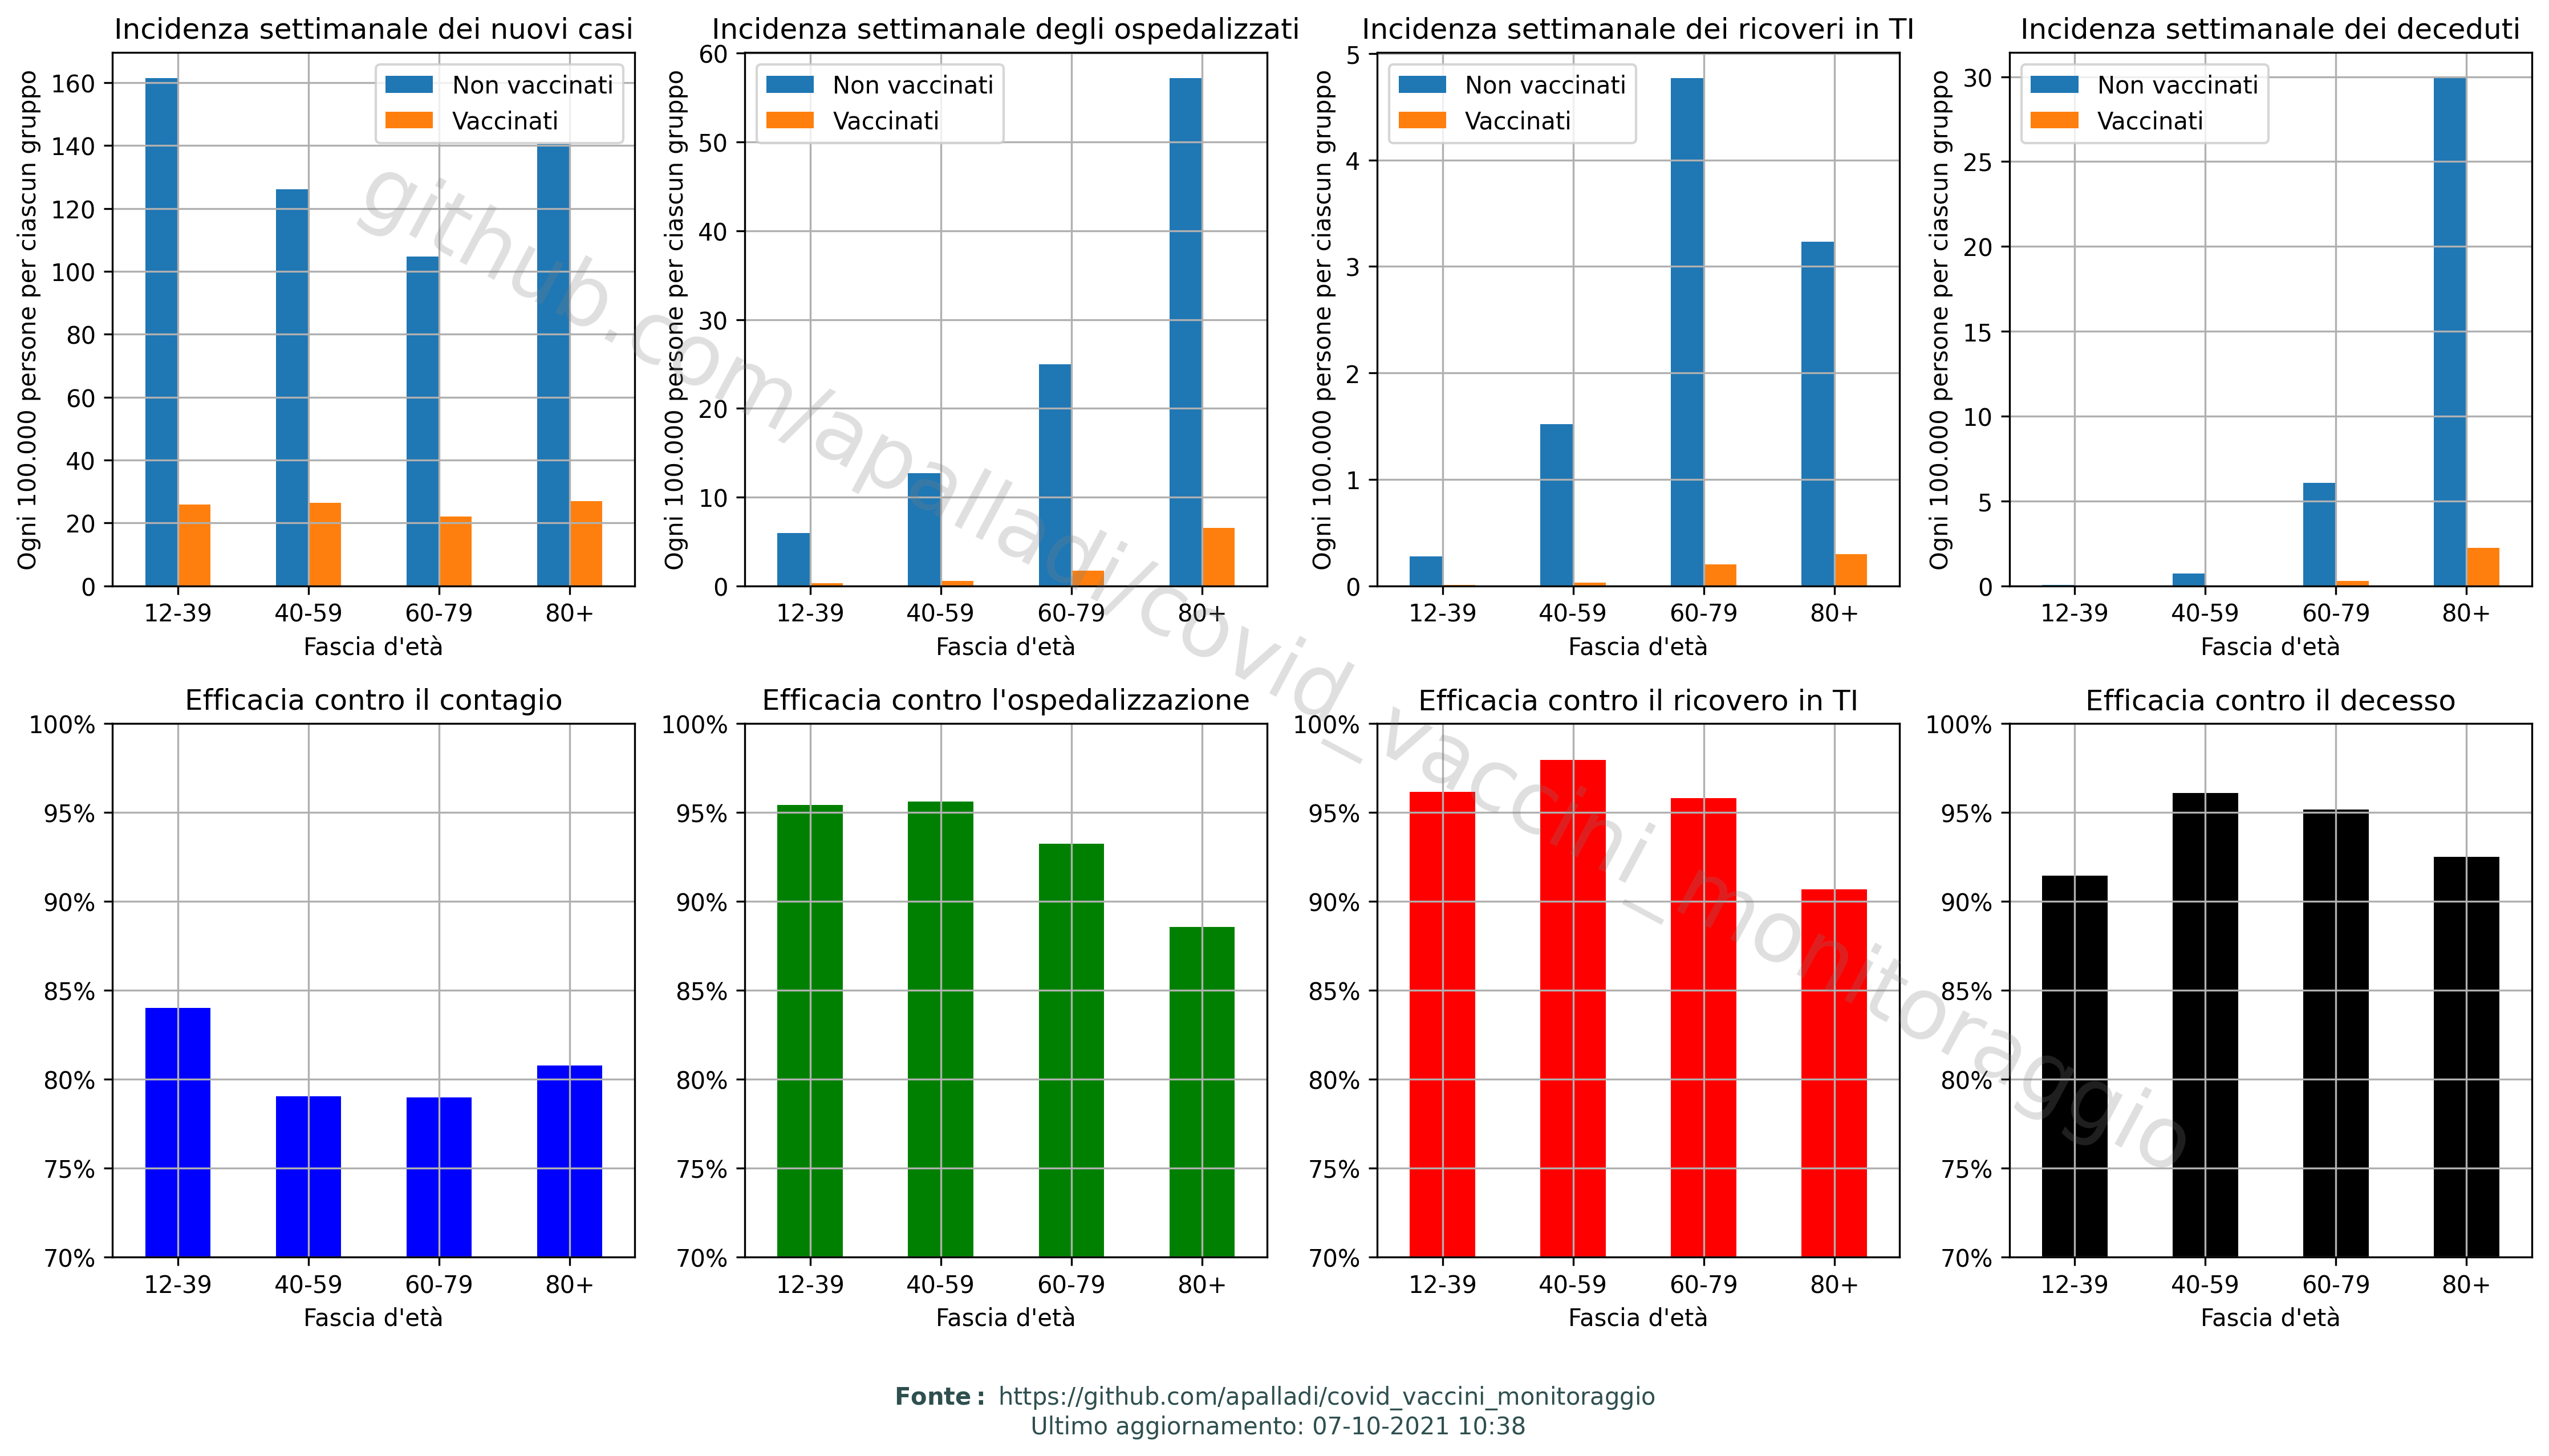 Incidenza settimanale dei nuovi casi
Ogni 100.000 persone per ciascun gruppo
160
140
120
100
80
60
40
20
0
Non vaccinati
Vaccinati
12-39 40-59 60-79 80+
Fascia d'età
Incidenza settimanale degli ospedalizzati
Ogni 100.000 persone per ciascun gruppo
60
50
40
30
20
10
0
Non vaccinati
Vaccinati
12-39 40-59 60-79 80+
Fascia d'età
Incidenza settimanale dei ricoveri in TI
Ogni 100.000 persone per ciascun gruppo
5
4
3
2
1
0
Non vaccinati
Vaccinati
12-39 40-59 60-79 80+
Fascia d'età
Incidenza settimanale dei deceduti
Ogni 100.000 persone per ciascun gruppo
30
25
20
15
10
5
0
Non vaccinati
Vaccinati
12-39 40-59 60-79 80+
Fascia d'età
github.com/apalladi/covid_vaccini_monitoraggio
Efficacia contro il contagio
100%
95%
90%
85%
80%
75%
70%
12-39 40-59 60-79 80+
Fascia d'età
Efficacia contro l'ospedalizzazione
100%
95%
90%
85%
80%
75%
70%
12-39 40-59 60-79 80+
Fascia d'età
Efficacia contro il ricovero in TI
100%
95%
90%
85%
80%
75%
70%
12-39 40-59 60-79 80+
Fascia d'età
Efficacia contro il decesso
100%
95%
90%
85%
80%
75%
70%
12-39 40-59 60-79 80+
Fascia d'età
Fonte: https://github.com/apalladi/covid_vaccini_monitoraggio
Ultimo aggiornamento: 07-10-2021 10:38